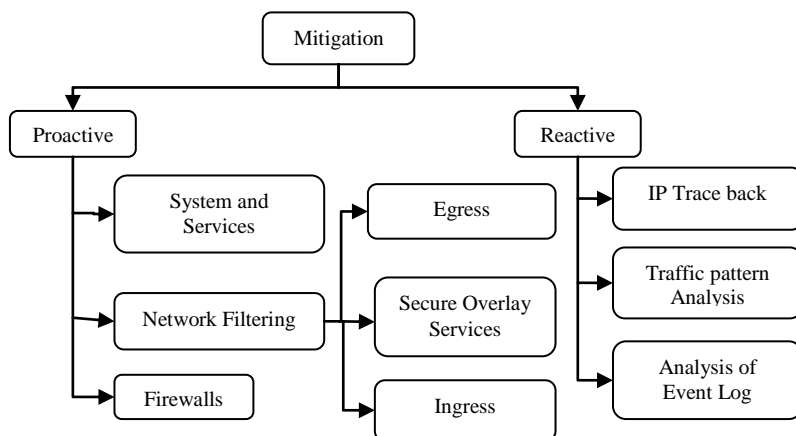 Mitigation
Proactive
Reactive
System and
Services
Network Filtering
Firewalls
Egress
Secure Overlay
Services
Ingress
IP Trace back
Traffic pattern
Analysis
Analysis of
Event Log